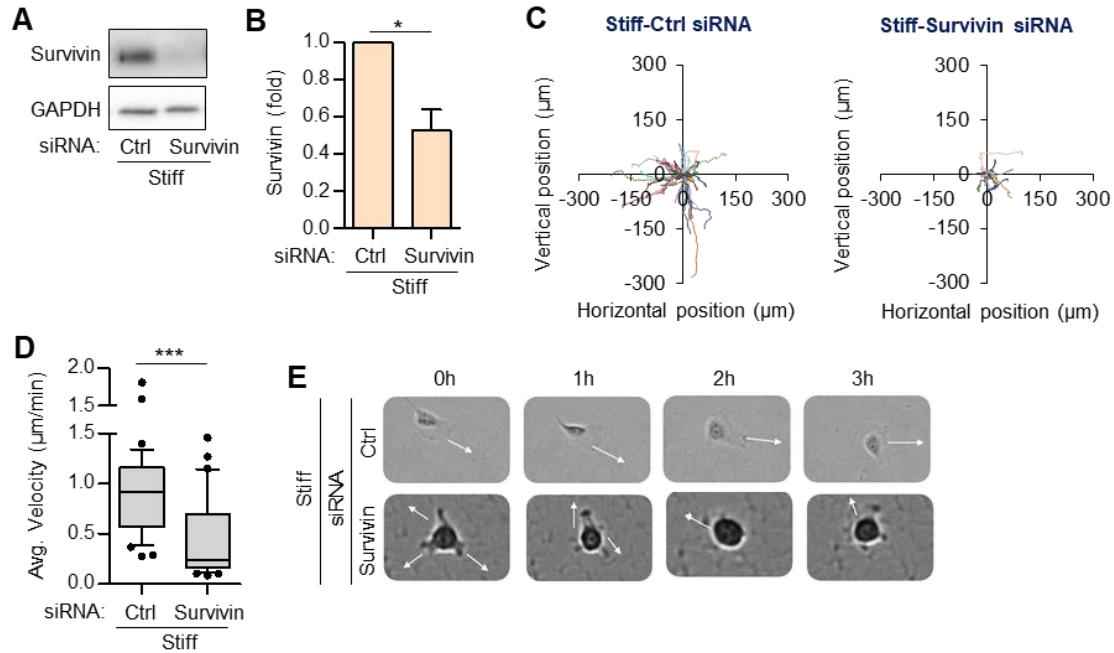 A
Survivin
GAPDH
siRNA: Ctrl Survivin
Stiff
B
*
Survivin (fold)
1.0
0.8
0.6
0.4
0.2
0.0
siRNA: Ctrl Survivin
Stiff
C
Stiff-Ctrl siRNA
Vertical position (µm)
300
150
0
-300 -150 0 150 300
-150
-300
Horizontal position (µm)
Stiff-Survivin siRNA
Vertical position (µm)
300
150
0
-300 -150 0 150 300
-150
-300
Horizontal position (µm)
D
***
Avg. Velocity (µm/min)
2.0
1.5
1.5
1.0
0.5
0.0
siRNA: Ctrl Survivin
Stiff
E
0h 1h 2h 3h
Stiff
siRNA
Ctrl
Survivin